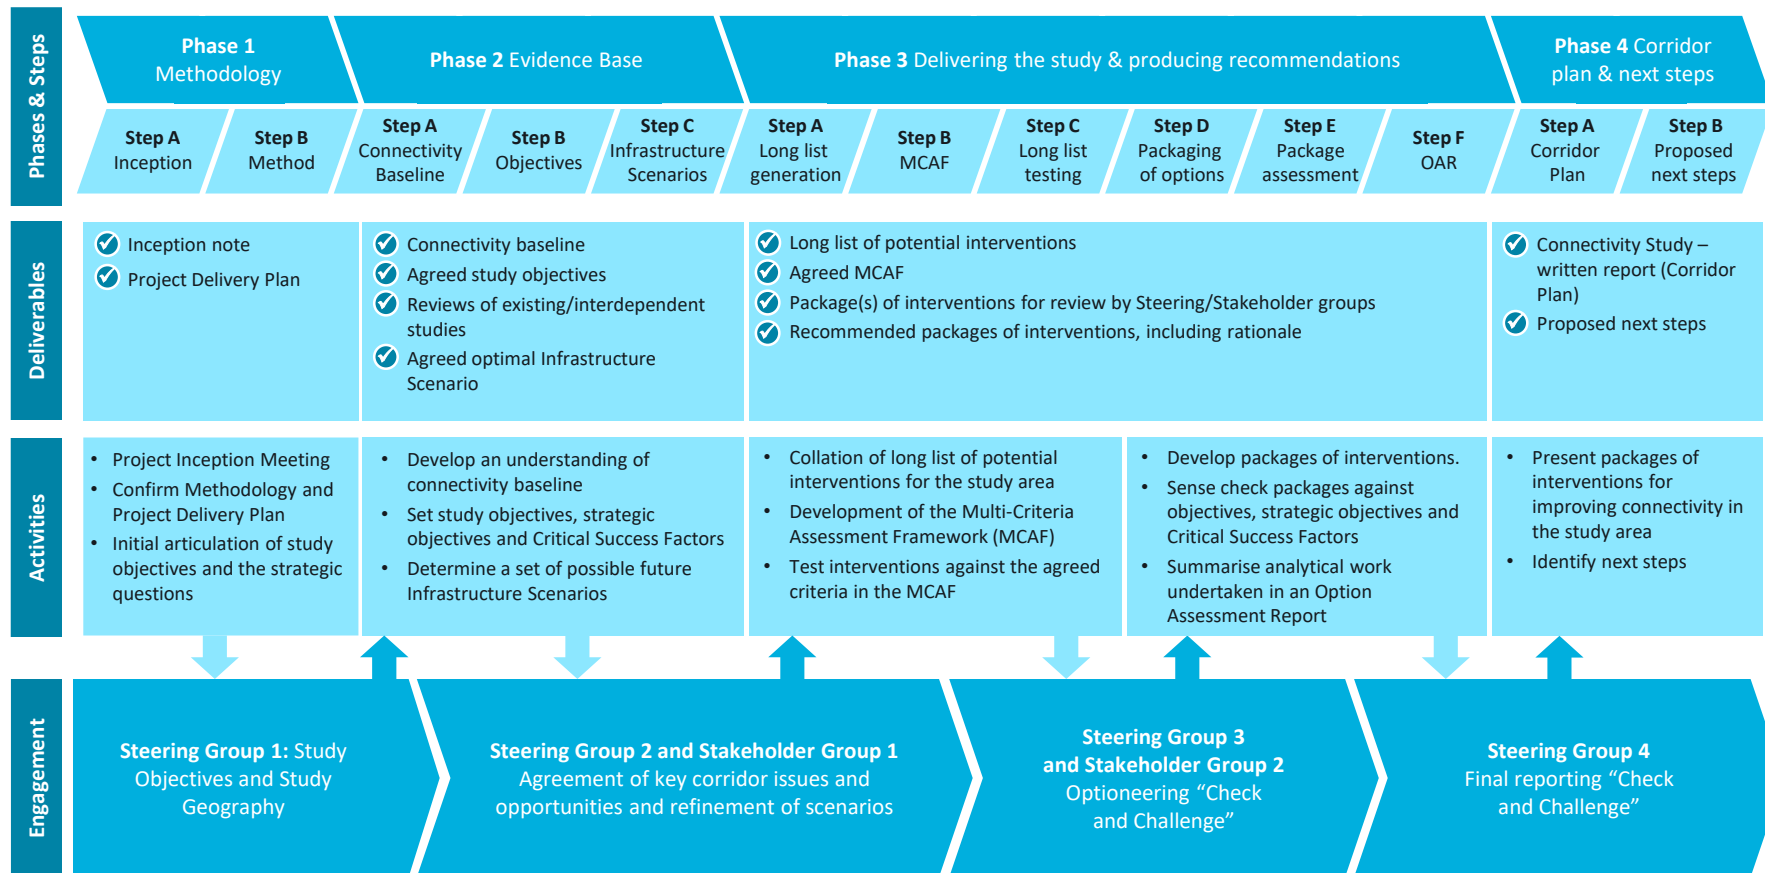 Phases & Steps
Phase 1
Methodology
Phase 2 Evidence Base
Phase 3 Delivering the study & producing recommendations
Phase 4 Corridor
plan & next steps
Step A
Inception
Step B
Method
Step A
Connectivity
Baseline
Step B
Objectives
Step C
Infrastructure
Scenarios
Step A
Long list
generation
Step B
MCAF
Step C
Long list
testing
Step D
Packaging
of options
Step E
Package
assessment
Step F
OAR
Step A
Corridor
Plan
Step B
Proposed
next steps
Deliverables
Inception note
Project Delivery Plan
Connectivity baseline
Agreed study objectives
Reviews of existing/interdependent
studies
Agreed optimal Infrastructure
Scenario
Long list of potential interventions
Agreed MCAF
Package(s) of interventions for review by Steering/Stakeholder groups
Recommended packages of interventions, including rationale
Connectivity Study –
written report (Corridor
Plan)
Proposed next steps
Activities
• Project Inception Meeting
• Confirm Methodology and
Project Delivery Plan
• Initial articulation of study
objectives and the strategic
questions
• Develop an understanding of
connectivity baseline
• Set study objectives, strategic
objectives and Critical Success Factors
• Determine a set of possible future
Infrastructure Scenarios
• Collation of long list of potential
interventions for the study area
• Development of the Multi-Criteria
Assessment Framework (MCAF)
• Test interventions against the agreed
criteria in the MCAF
• Develop packages of interventions.
• Sense check packages against
objectives, strategic objectives and
Critical Success Factors
• Summarise analytical work
undertaken in an Option
Assessment Report
• Present packages of
interventions for
improving connectivity in
the study area
• Identify next steps
Engagement
Steering Group 1: Study
Objectives and Study
Geography
Steering Group 2 and Stakeholder Group 1
Agreement of key corridor issues and
opportunities and refinement of scenarios
Steering Group 3
and Stakeholder Group 2
Optioneering “Check
and Challenge”
Steering Group 4
Final reporting “Check
and Challenge”